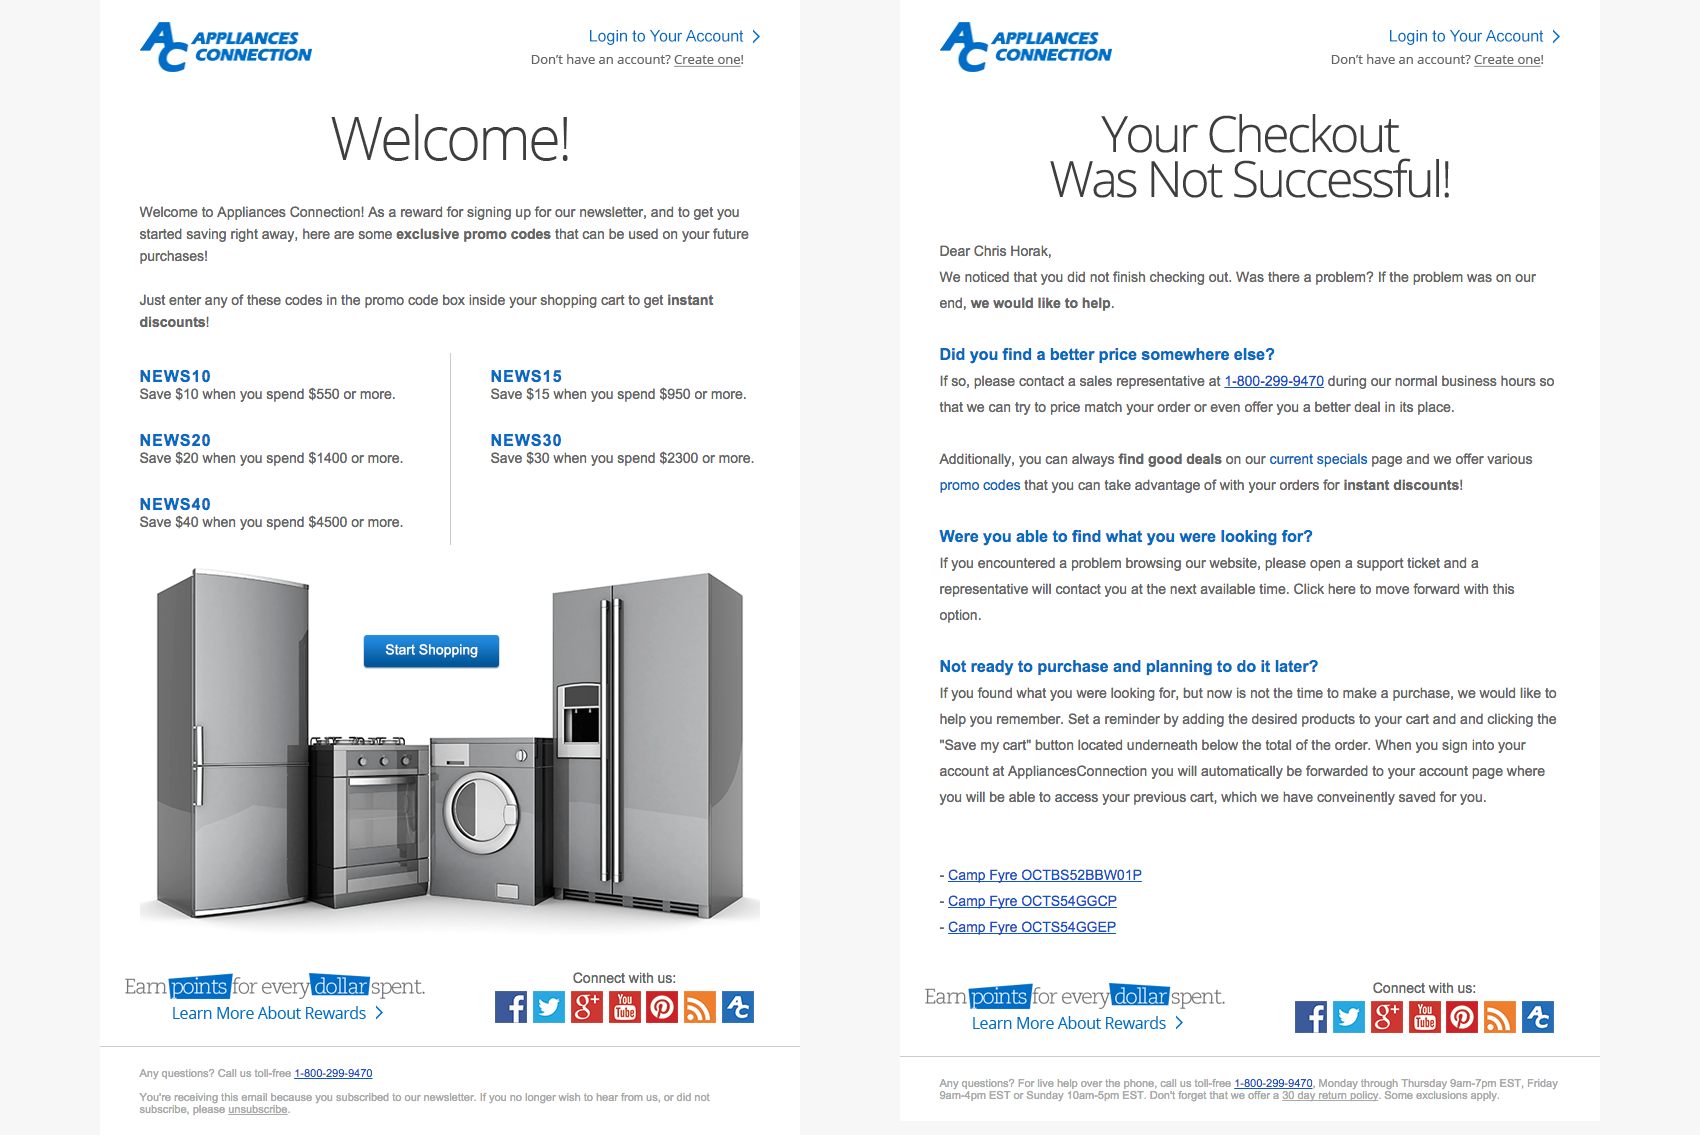 AC APPLIANCES
CONNECTION
Login to Your Account
Don't have an account? Create one!
Welcome!
Welcome to Appliances Connection! As a reward for signing up for our newsletter, and to get you
started saving right away, here are some exclusive promo codes that can be used on your future
purchases!
Just enter any of these codes in the promo code box inside your shopping cart to get instant
discounts!
NEWS10
Save $10 when you spend $550 or more.
NEWS15
Save $15 when you spend $950 or more.
NEWS20
Save $20 when you spend $1400 or more.
NEWS30
Save $30 when you spend $2300 or more.
NEWS40
Save $40 when you spend $4500 or more.
Start Shopping
Earn points for every dollar spent.
Learn More About Rewards
Connect with us:
f g+ You Tube AC
Any questions? Call us toll-free 1-800-299-9470
You're receiving this email because you subscribed to our newsletter. If you no longer wish to hear from us, or did not
subscribe, please unsubscribe.
AC APPLIANCES
CONNECTION
Login to Your Account
Don't have an account? Create one!
Your Checkout
Was Not Successful!
Dear Chris Horak,
We noticed that you did not finish checking out. Was there a problem? If the problem was on our
end, we would like to help.
Did you find a better price somewhere else?
If so, please contact a sales representative at 1-800-299-9470 during our normal business hours so
that we can try to price match your order or even offer you a better deal in its place.
Additionally, you can always find good deals on our current specials page and we offer various
promo codes that you can take advantage of with your orders for instant discounts!
Were you able to find what you were looking for?
If you encountered a problem browsing our website, please open a support ticket and a
representative will contact you at the next available time. Click here to move forward with this
option.
Not ready to purchase and planning to do it later?
If you found what you were looking for, but now is not the time to make a purchase, we would like to
help you remember. Set a reminder by adding the desired products to your cart and and clicking the
"Save my cart" button located underneath below the total of the order. When you sign into your
account at AppliancesConnection you will automatically be forwarded to your account page where
you will be able to access your previous cart, which we have conveinently saved for you.
- Camp Fyre OCTBS52BBW01P
- Camp Fyre OCTS54GGCP
- Camp Fyre OCTS54GGEP
Earn points for every dollar spent.
Learn More About Rewards
Connect with us:
f g+ You Tube AC
Any questions? For live help over the phone, call us toll-free 1-800-299-9470, Monday through Thursday 9am-7pm EST, Friday
9am-4pm EST or Sunday 10am-5pm EST. Don't forget that we offer a 30 day return policy. Some exclusions apply.